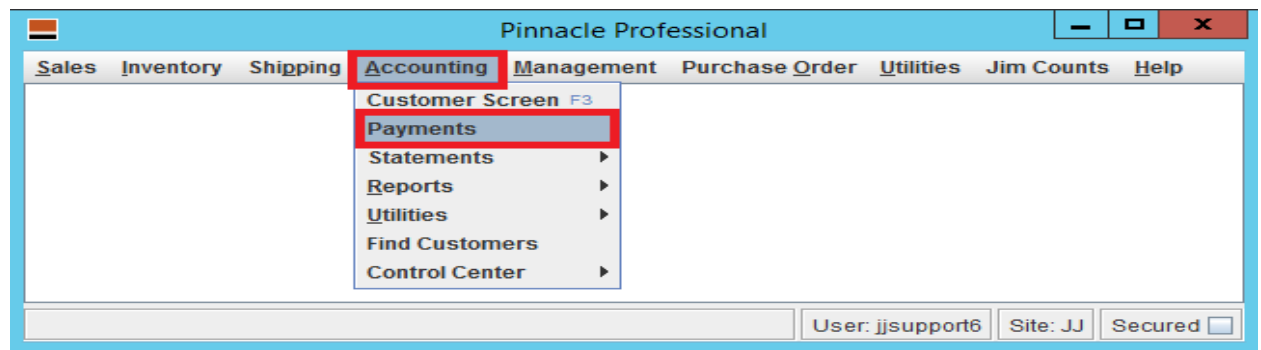 Pinnacle Professional
Sales Inventory Shipping Accounting Management Purchase Order Utilities Jim Counts Help
Customer Screen F3
Payments
Statements
Reports
Utilities
Find Customers
Control Center
User: jjsupport6 Site: JJ Secured